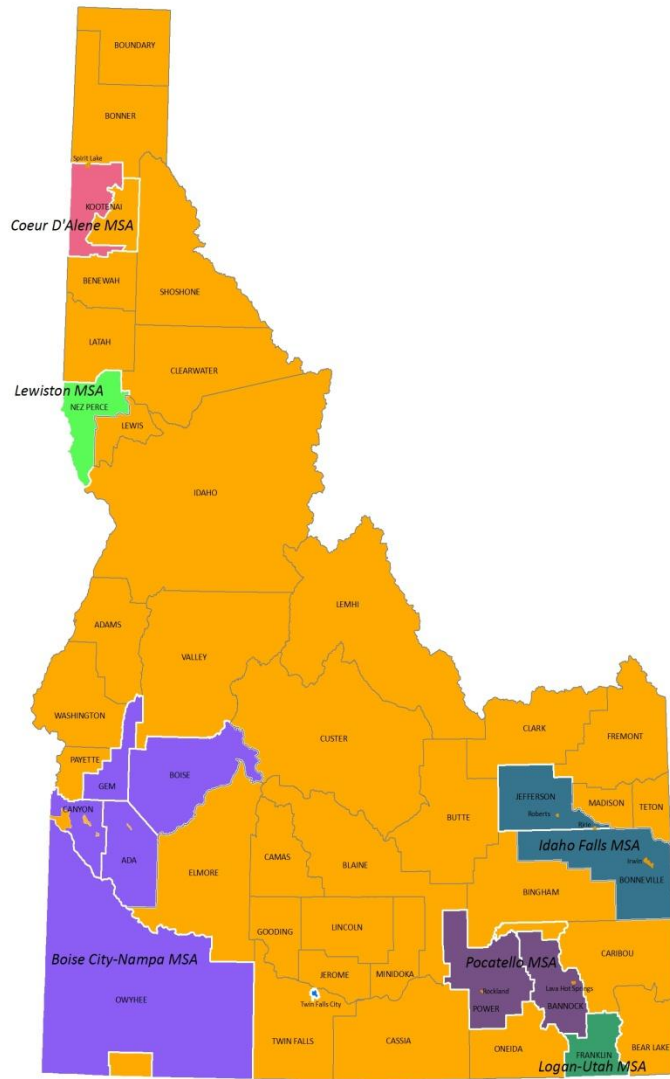 BOUNDARY
BONNER
Spirit Lake
KOOTENAI
Coeur D'Alene MSA
BENEWAH
SHOSHONE
LATAH
CLEARWATER
Lewiston MSA
NEZ PERCE
LEWIS
IDAHO
LEMHI
ADAMS
VALLEY
WASHINGTON
CUSTER
CLARK
FREMONT
PAYETTE
BOISE
GEM
JEFFERSON
MADISON
TETON
CANYON
BUTTE
Roberts
Ririe
ADA
Idaho Falls MSA
ELMORE
CAMAS
BLAINE
Irwin
BONNEVILLE
BINGHAM
GOODING
LINCOLN
CARIBOU
Boise City-Nampa MSA
Pocatello MSA
JEROME
MINIDOKA
Lava Hot Springs
Rockland
OWYHEE
Twin Falls City
POWER
BANNOCK
TWIN FALLS
CASSIA
ONEIDA
FRANKLIN
BEAR LAKE
Logan-Utah MSA